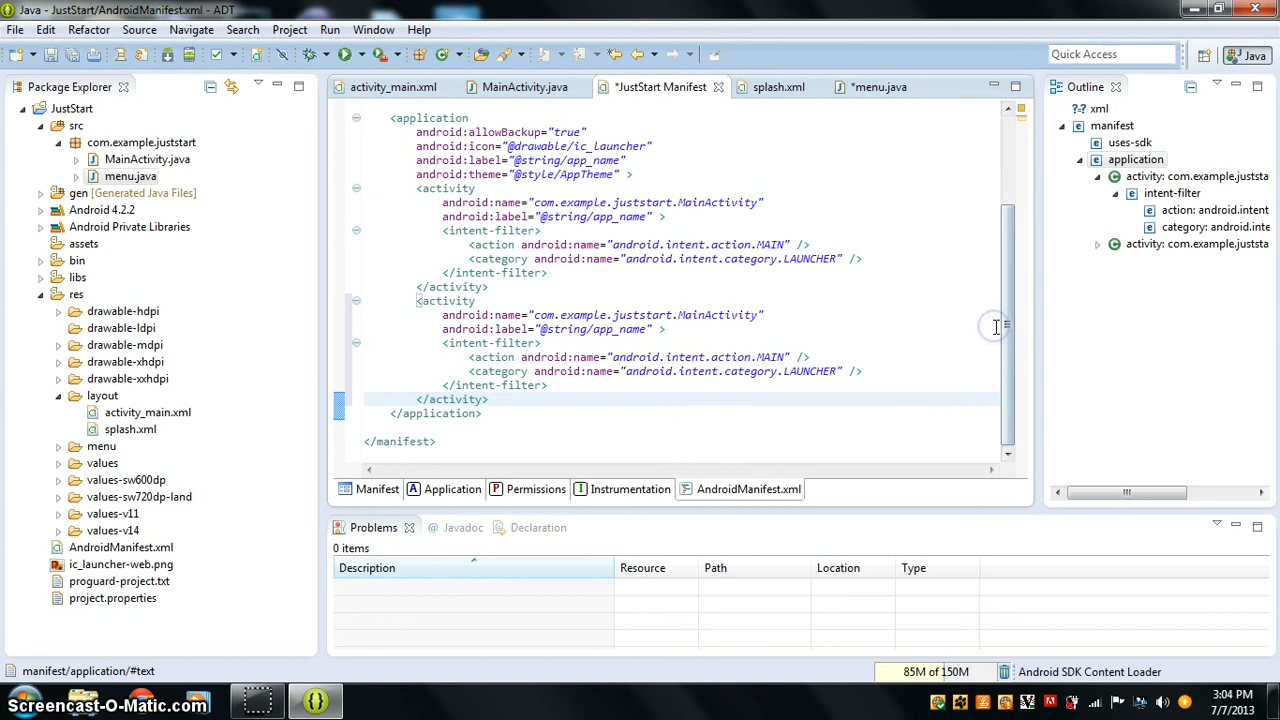 Java - JustStart/AndroidManifest.xml - ADT
File Edit Refactor Source Navigate Search Project Run Window Help
Quick Access
Java
Package Explorer
activity_main.xml
MainActivity.java
*JustStart Manifest
splash.xml
*menu.java
Outline
JustStart
src
com.example.juststart
MainActivity.java
menu.java
gen [Generated Java Files]
Android 4.2.2
Android Private Libraries
assets
bin
libs
res
drawable-hdpi
drawable-ldpi
drawable-mdpi
drawable-xhdpi
drawable-xxhdpi
layout
activity_main.xml
splash.xml
menu
values
values-sw600dp
values-sw720dp-land
values-v11
values-v14
AndroidManifest.xml
ic_launcher-web.png
proguard-project.txt
project.properties
<application
android:allowBackup="true"
android:icon="@drawable/ic_launcher"
android:label="@string/app_name"
android:theme="@style/AppTheme" >
<activity
android:name="com.example.juststart.MainActivity"
android:label="@string/app_name" >
<intent-filter>
<action android:name="android.intent.action.MAIN" />
<category android:name="android.intent.category.LAUNCHER" />
</intent-filter>
</activity>
<activity
android:name="com.example.juststart.MainActivity"
android:label="@string/app_name" >
<intent-filter>
<action android:name="android.intent.action.MAIN" />
<category android:name="android.intent.category.LAUNCHER" />
</intent-filter>
</activity>
</application>
</manifest>
Manifest
Application
Permissions
Instrumentation
AndroidManifest.xml
xml
manifest
uses-sdk
application
activity: com.example.juststa
intent-filter
action: android.intent
category: android.inten
activity: com.example.juststa
Problems
Javadoc
Declaration
0 items
Description Resource Path Location Type
manifest/application/#text
85M of 150M
Android SDK Content Loader
Screencast-O-Matic.com
3:04 PM
7/7/2013